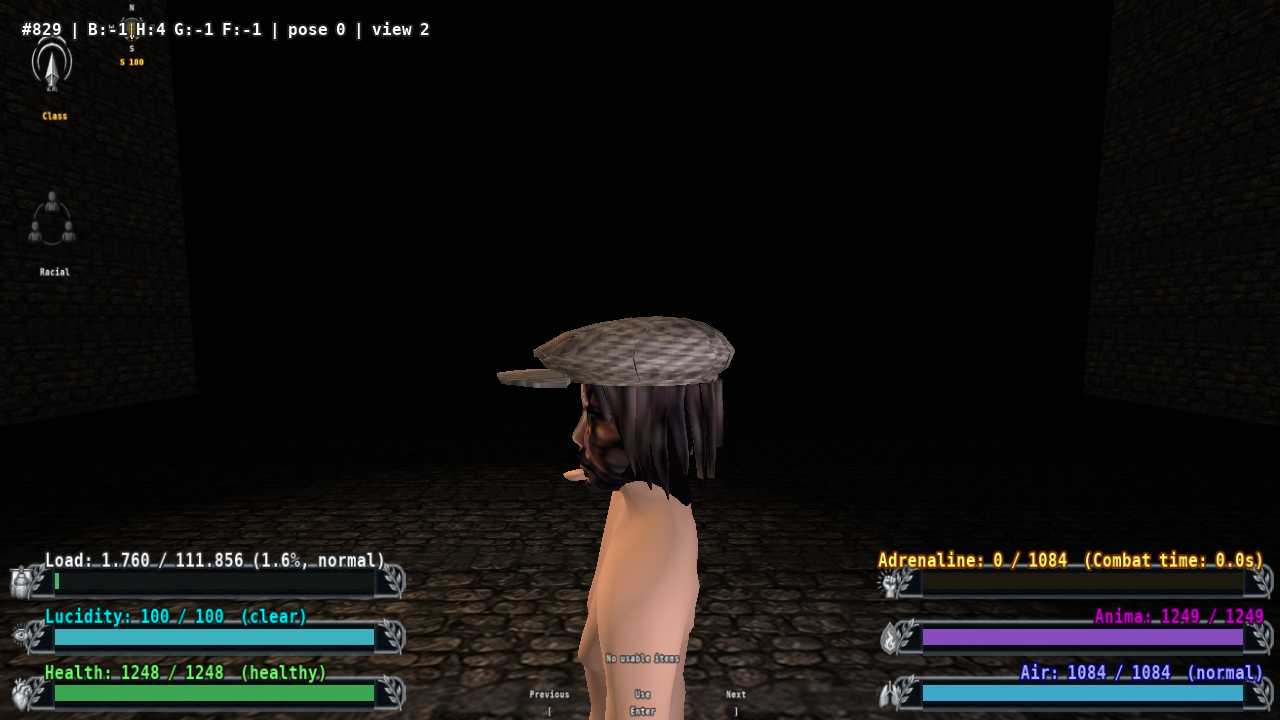 #829 | B:-1 H:4 G:-1 F:-1 | pose 0 | view 2
N
S
S 180
Class
Racial
Load: 1.760 / 111.856 (1.6%, normal)
Lucidity: 100 / 100 (clear)
Health: 1248 / 1248 (healthy)
Adrenaline: 0 / 1084 (Combat time: 0.0s)
Anima: 1249 / 1249
Air: 1084 / 1084 (normal)
No usable items
Previous
[
Use
Enter
Next
]